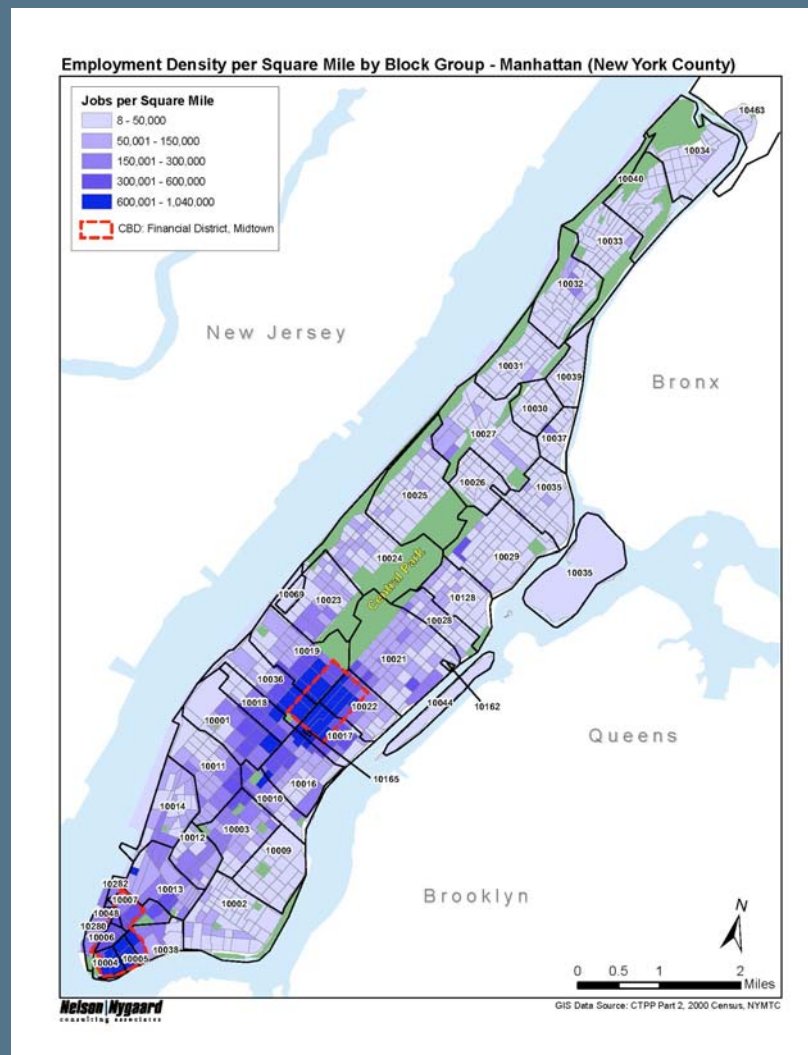 Employment Density per Square Mile by Block Group - Manhattan (New York County)
Jobs per Square Mile
8 - 50,000
50,001 - 150,000
150,001 - 300,000
300,001 - 600,000
600,001 - 1,040,000
CBD: Financial District, Midtown
10463
10034
10040
10033
10032
New Jersey
10031
10039
Bronx
10030
10027
10037
10026
10025
10035
10024
10029
10035
Central Park
10069
10023
10128
10028
10019
10021
10036
10018
10022
10044
10162
10001
10017
Queens
10011
10165
10016
10010
10014
10003
10012
10009
10282
10007
10013
Brooklyn
10048
10002
10280
10006
10038
10005
10004
N
0 0.5 1 2
Miles
Nelson|Nygaard
consulting associates
GIS Data Source: CTPP Part 2, 2000 Census, NYMTC